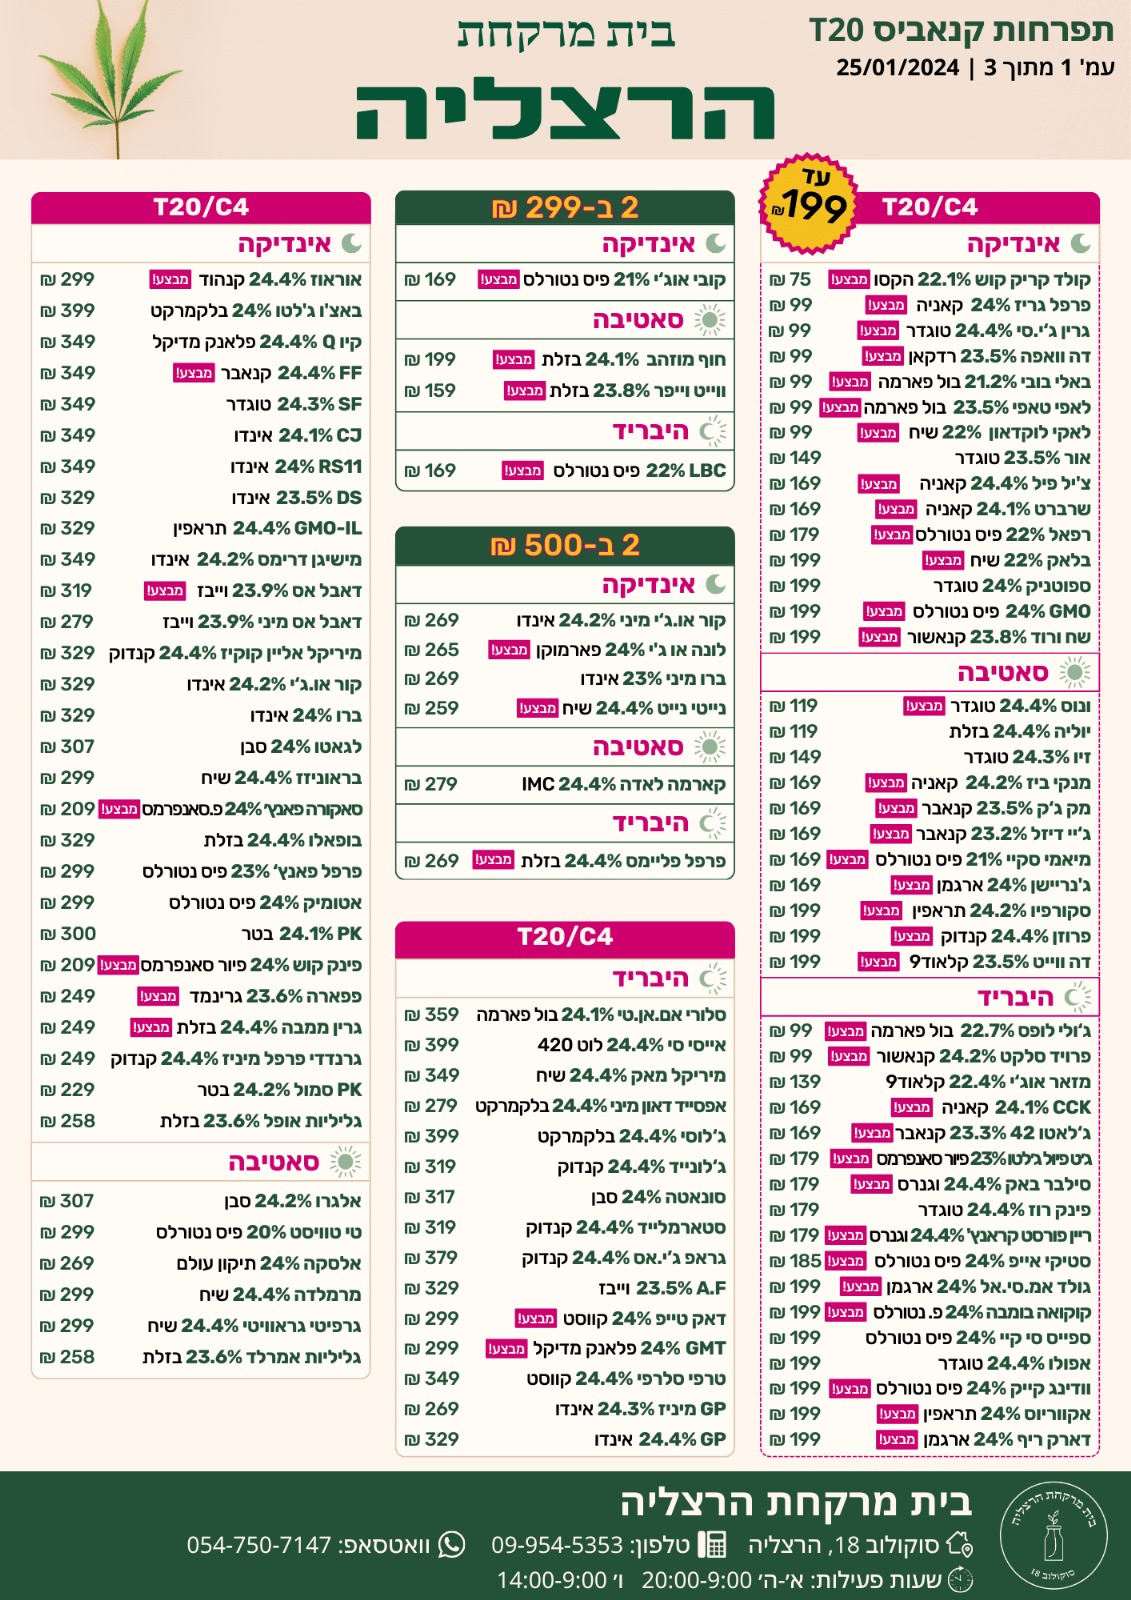 תפרחות קנאביס T20
עמ' 1 מתוך 3 | 25/01/2024
בית מרקחת
הרצליה
עד
199 ₪
T20/C4
אינדיקה
קולד קריק קוש 22.1% הקסו מבצע! 75 ₪
פרפל גריז 24% קאניה מבצע! 99 ₪
גרין ג'י.סי 24.4% טוגדר מבצע! 99 ₪
דה וואפה 23.5% רדקאן מבצע! 99 ₪
באלי בובי 21.2% בול פארמה מבצע! 99 ₪
לאפי טאפי 23.5% בול פארמה מבצע! 99 ₪
לאקי לוקדאון 22% שיח מבצע! 99 ₪
אור 23.5% טוגדר 149 ₪
צ'יל פיל 24.4% קאניה מבצע! 169 ₪
שרברט 24.1% קאניה מבצע! 169 ₪
רפאל 22% פיס נטורלס מבצע! 179 ₪
בלאק 22% שיח מבצע! 199 ₪
ספוטניק 24% טוגדר 199 ₪
GMO 24% פיס נטורלס מבצע! 199 ₪
שח ורוד 23.8% קנאשור מבצע! 199 ₪
סאטיבה
ונוס 24.4% טוגדר מבצע! 119 ₪
יוליה 24.4% בזלת 119 ₪
זיו 24.3% טוגדר 149 ₪
מנקי ביז 24.2% קאניה מבצע! 169 ₪
מק ג'ק 23.5% קנאבר מבצע! 169 ₪
ג'יי דיזל 23.2% קנאבר מבצע! 169 ₪
מיאמי סקיי 21% פיס נטורלס מבצע! 169 ₪
ג'נריישן 24% ארגמן מבצע! 169 ₪
סקורפיו 24.2% תראפין מבצע! 199 ₪
פרוזן 24.4% קנדוק מבצע! 199 ₪
דה ווייט 23.5% קלאוד9 מבצע! 199 ₪
היבריד
ג'ולי לופס 22.7% בול פארמה מבצע! 99 ₪
פרויד סלקט 24.2% קנאשור מבצע! 99 ₪
מזאר אוג'י 22.4% קלאוד9 139 ₪
CCK 24.1% קאניה מבצע! 169 ₪
ג'לאטו 42 23.3% קנאבר מבצע! 169 ₪
ג'ט פיול ג'לטו 23% פיור סאנפרמס מבצע! 179 ₪
סילבר באק 24.4% וגנרס מבצע! 179 ₪
פינק רוז 24.4% טוגדר 179 ₪
ריין פורסט קראנץ' 24.4% וגנרס מבצע! 179 ₪
סטיקי אייפ 24% פיס נטורלס מבצע! 185 ₪
גולד אמ.סי.אל 24% ארגמן מבצע! 199 ₪
קוקואה בומבה 24% פ. נטורלס מבצע! 199 ₪
ספייס סי קיי 24% פיס נטורלס 199 ₪
אפולו 24.4% טוגדר 199 ₪
וודינג קייק 24% פיס נטורלס מבצע! 199 ₪
אקווריוס 24% תראפין מבצע! 199 ₪
דארק ריף 24% ארגמן מבצע! 199 ₪
2 ב-299 ₪
אינדיקה
קובי אוג'י 21% פיס נטורלס מבצע! 169 ₪
סאטיבה
חוף מוזהב 24.1% בזלת מבצע! 199 ₪
ווייט וייפר 23.8% בזלת מבצע! 159 ₪
היבריד
LBC 22% פיס נטורלס מבצע! 169 ₪
2 ב-500 ₪
אינדיקה
קור או.ג'י מיני 24.2% אינדו 269 ₪
לונה או ג'י 24% פארמוקן מבצע! 265 ₪
ברו מיני 23% אינדו 269 ₪
נייטי נייט 24.4% שיח מבצע! 259 ₪
סאטיבה
קארמה לאדה 24.4% IMC 279 ₪
היבריד
פרפל פליימס 24.4% בזלת מבצע! 269 ₪
T20/C4
היבריד
סלורי אם.אן.טי 24.1% בול פארמה 359 ₪
אייסי סי 24.4% לוט 420 399 ₪
מיריקל מאק 24.4% שיח 349 ₪
אפסייד דאון מיני 24.4% בלקמרקט 279 ₪
ג'לוסי 24.4% בלקמרקט 399 ₪
ג'לונייד 24.4% קנדוק 319 ₪
סונאטה 24% סבן 317 ₪
סטארמלייד 24.4% קנדוק 319 ₪
גראפ ג'י.אס 24.4% קנדוק 379 ₪
A.F 23.5% וייבז 329 ₪
דאק טייפ 24% קווסט מבצע! 299 ₪
GMT 24% פלאנק מדיקל מבצע! 299 ₪
טרפי סלרפי 24.4% קווסט 349 ₪
GP מיניז 24.3% אינדו 269 ₪
GP 24.4% אינדו 329 ₪
T20/C4
אינדיקה
אוראוז 24.4% קנהוד מבצע! 299 ₪
באצ'ו ג'לטו 24% בלקמרקט 399 ₪
קיו Q 24.4% פלאנק מדיקל 349 ₪
FF 24.4% קנאבר מבצע! 349 ₪
SF 24.3% טוגדר 349 ₪
CJ 24.1% אינדו 349 ₪
RS11 24% אינדו 349 ₪
DS 23.5% אינדו 329 ₪
GMO-IL 24.4% תראפין 329 ₪
מישיגן דרימס 24.2% אינדו 349 ₪
דאבל אס 23.9% וייבז מבצע! 319 ₪
דאבל אס מיני 23.9% וייבז 279 ₪
מיריקל אליין קוקיז 24.4% קנדוק 329 ₪
קור או.ג'י 24.2% אינדו 329 ₪
ברו 24% אינדו 329 ₪
לגאטו 24% סבן 307 ₪
בראונידז 24.4% שיח 299 ₪
סאקורה פאנץ' 24% פ.סאנפרמס מבצע! 209 ₪
בופאלו 24.4% בזלת 329 ₪
פרפל פאנץ' 23% פיס נטורלס 299 ₪
אטומיק 24% פיס נטורלס 299 ₪
PK 24.1% בטר 300 ₪
פינק קוש 24% פיור סאנפרמס מבצע! 209 ₪
פפארה 23.6% גרינמד מבצע! 249 ₪
גרין ממבה 24.4% בזלת מבצע! 249 ₪
גרנדדי פרפל מיניז 24.4% קנדוק 249 ₪
PK סמול 24.2% בטר 229 ₪
גליליות אופל 23.6% בזלת 258 ₪
סאטיבה
אלגרו 24.2% סבן 307 ₪
טי טוויסט 20% פיס נטורלס 299 ₪
אלסקה 24% תיקון עולם 269 ₪
מרמלדה 24.4% שיח 299 ₪
גרפיטי גראוויטי 24.4% שיח 299 ₪
גליליות אמרלד 23.6% בזלת 258 ₪
בית מרקחת הרצליה
סוקולוב 18
בית מרקחת הרצליה
סוקולוב 18, הרצליה טלפון: 09-954-5353 וואטסאפ: 054-750-7147
שעות פעילות: א'-ה' 20:00-9:00 ו' 14:00-9:00